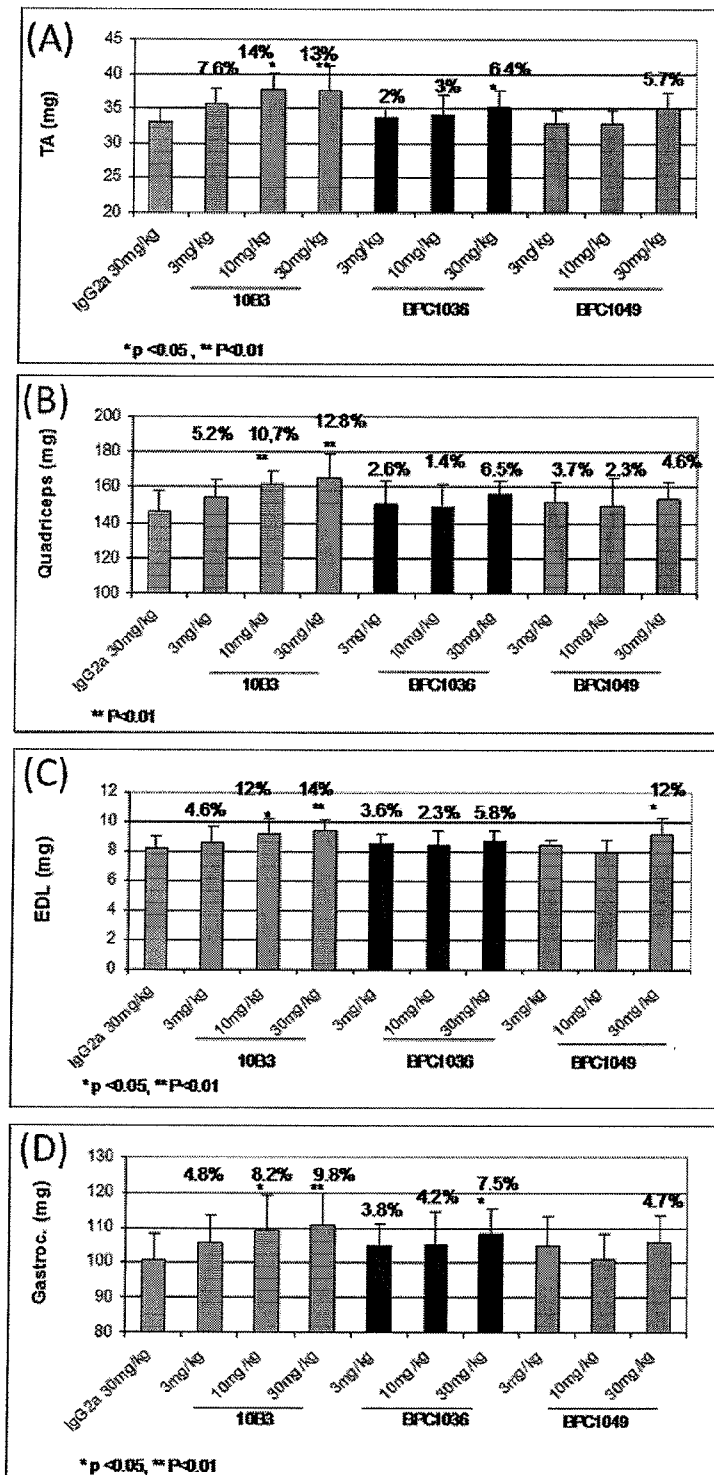 (A)
TA (mg)
45
40
35
30
25
20
7.6%
14%
*
13%
**
2%
3%
6.4%
*
5.7%
IgG2a 30mg/kg
3mg/kg
10mg/kg
30mg/kg
3mg/kg
10mg/kg
30mg/kg
3mg/kg
10mg/kg
30mg/kg
10B3
BPC1036
BPC1049
* p <0.05 , ** P<0.01
(B)
Quadriceps (mg)
200
180
160
140
120
100
5.2%
10,7%
**
12.8%
**
2.6%
1.4%
6.5%
3.7%
2.3%
4.6%
IgG2a 30mg/kg
3mg/kg
10mg/kg
30mg/kg
3mg/kg
10mg/kg
30mg/kg
3mg/kg
10mg/kg
30mg/kg
10B3
BPC1036
BPC1049
** P<0.01
(C)
EDL (mg)
12
10
8
6
4
2
0
4.6%
12%
*
14%
**
3.6%
2.3%
5.8%
12%
*
IgG2a 30mg/kg
3mg/kg
10mg/kg
30mg/kg
3mg/kg
10mg/kg
30mg/kg
3mg/kg
10mg/kg
30mg/kg
10B3
BPC1036
BPC1049
* p <0.05, ** P<0.01
(D)
Gastroc. (mg)
130
120
110
100
90
80
4.8%
8.2%
*
9.8%
**
3.8%
4.2%
7.5%
*
4.7%
IgG2a 30mg/kg
3mg/kg
10mg/kg
30mg/kg
3mg/kg
10mg/kg
30mg/kg
3mg/kg
10mg/kg
30mg/kg
10B3
BPC1036
BPC1049
* p <0.05, ** P<0.01